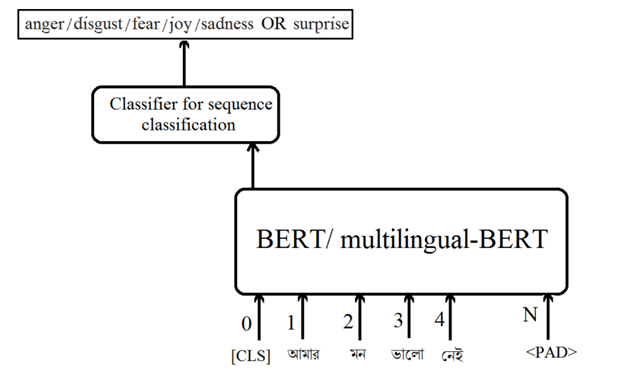 anger/disgust/fear/joy/sadness OR surprise
Classifier for sequence
classification
BERT/ multilingual-BERT
0 1 2 3 4 N
[CLS] আমার মন ভালো নেই <PAD>